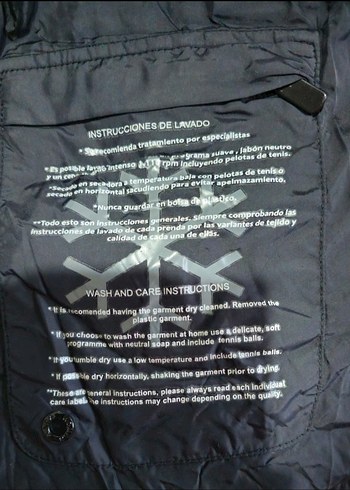 INSTRUCCIONES DE LAVADO
* Se recomienda tratamiento por especialistas
* Es posible lavado intenso programa suave , jabón neutro
y un rpm incluyendo pelotas de tenis.
*Secado en secadora a temperatura baja con pelotas de tenis o
secado en horizontal sacudiendo para evitar apelmazamiento.
*Nunca guardar en bolsa de plástico.
**Todo esto son instrucciones generales. Siempre comprobando las
instrucciones de lavado de cada prenda por las variantes de tejido y
calidad de cada una de ellas.
WASH AND CARE INSTRUCTIONS
* It is recomended having the garment dry cleaned. Removed the
plastic garment.
* If you choose to wash the garment at home use a delicate, soft
programme with neutral soap and include tennis balls.
* If you tumble dry use a low temperature and include tennis balls.
* If possible dry horizontally, shaking the garment prior to drying.
**These are general instructions, please always read each individual
care label. The instructions may change depending on the quality.